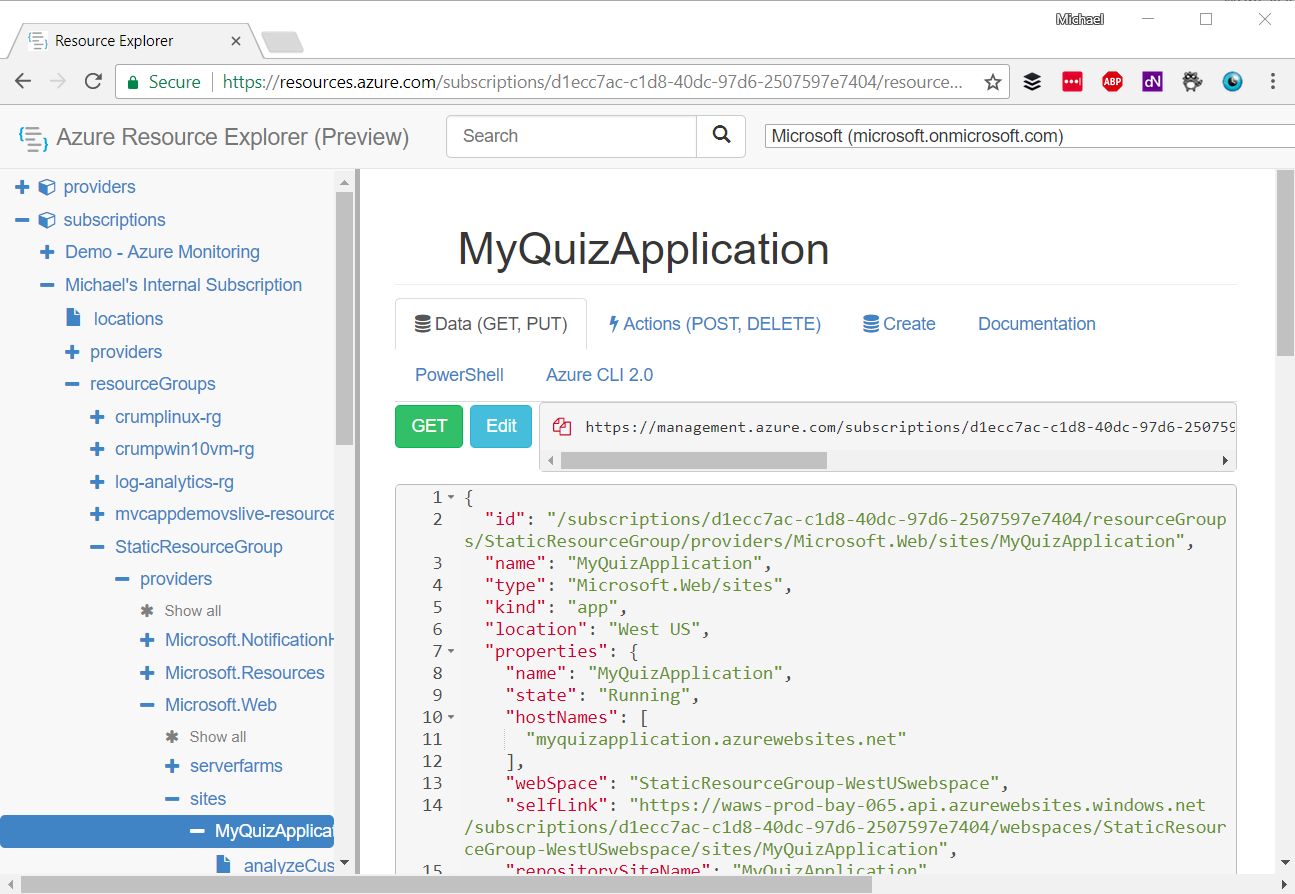 Michael
Resource Explorer
Secure https://resources.azure.com/subscriptions/d1ecc7ac-c1d8-40dc-97d6-2507597e7404/resource...
ABP
dN
Azure Resource Explorer (Preview)
Search
Microsoft (microsoft.onmicrosoft.com)
providers
subscriptions
Demo - Azure Monitoring
Michael's Internal Subscription
locations
providers
resourceGroups
crumplinux-rg
crumpwin10vm-rg
log-analytics-rg
mvcappdemovslive-resource
StaticResourceGroup
providers
Show all
Microsoft.NotificationH
Microsoft.Resources
Microsoft.Web
Show all
serverfarms
sites
MyQuizApplicat
analyzeCus
MyQuizApplication
Data (GET, PUT)
Actions (POST, DELETE)
Create
Documentation
PowerShell
Azure CLI 2.0
GET
Edit
https://management.azure.com/subscriptions/d1ecc7ac-c1d8-40dc-97d6-250759
1 {
2 "id": "/subscriptions/d1ecc7ac-c1d8-40dc-97d6-2507597e7404/resourceGroup
s/StaticResourceGroup/providers/Microsoft.Web/sites/MyQuizApplication",
3 "name": "MyQuizApplication",
4 "type": "Microsoft.Web/sites",
5 "kind": "app",
6 "location": "West US",
7 "properties": {
8 "name": "MyQuizApplication",
9 "state": "Running",
10 "hostNames": [
11 "myquizapplication.azurewebsites.net"
12 ],
13 "webSpace": "StaticResourceGroup-WestUSwebspace",
14 "selfLink": "https://waws-prod-bay-065.api.azurewebsites.windows.net
/subscriptions/d1ecc7ac-c1d8-40dc-97d6-2507597e7404/webspaces/StaticResour
ceGroup-WestUSwebspace/sites/MyQuizApplication",
15 "repositorySiteName": "MyQuizApplication"